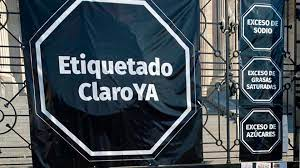 Etiquetado
ClaroYA
EXCESO DE
SODIO
EXCESO DE
GRASAS
SATURADAS
EXCESO DE
AZÚCARES